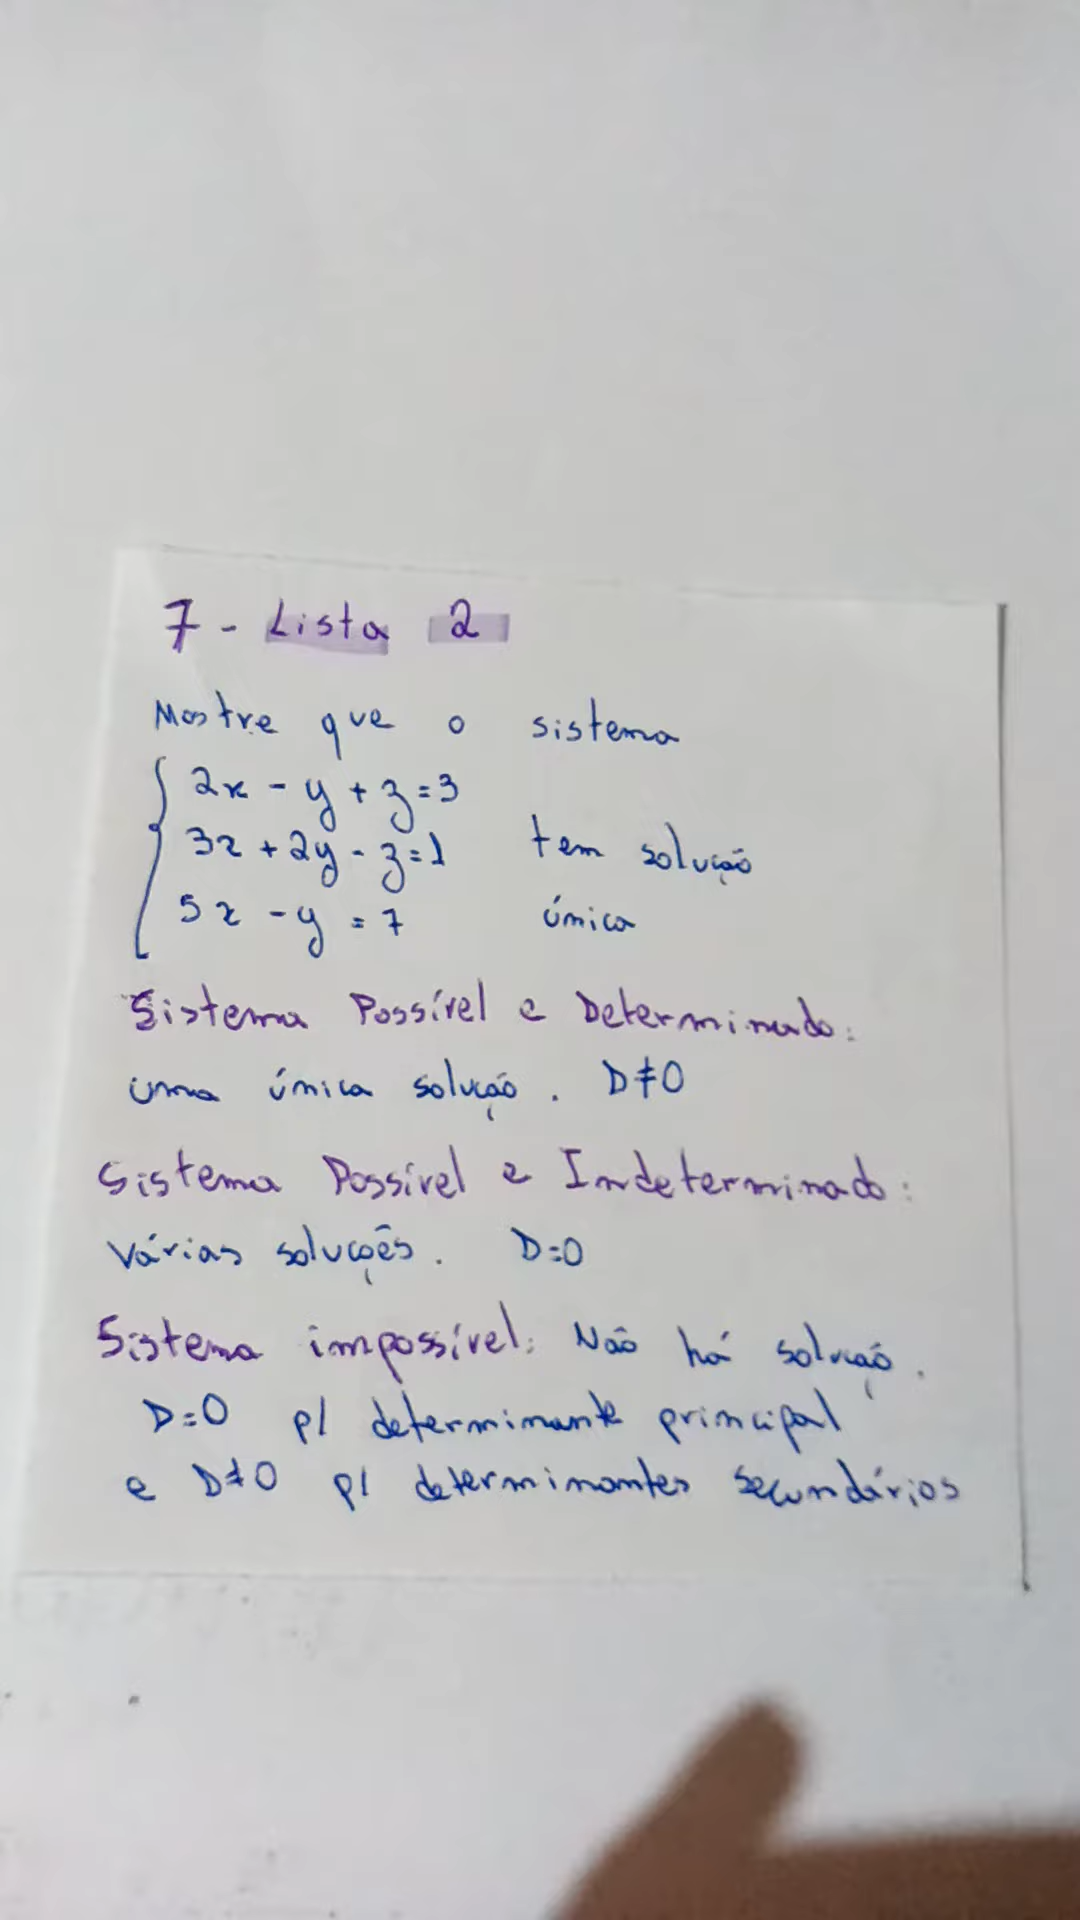 7 - Lista 2
Mostre que o sistema
2x - y + z = 3
3x + 2y - z = 1 tem solução
5x - y = 7 única
Sistema Possível e Determinado:
uma única solução. D≠0
Sistema Possível e Indeterminado:
Várias soluções. D=0
Sistema impossível: Não há solução.
D=0 p/ determinante principal
e D≠0 p/ determinantes secundários